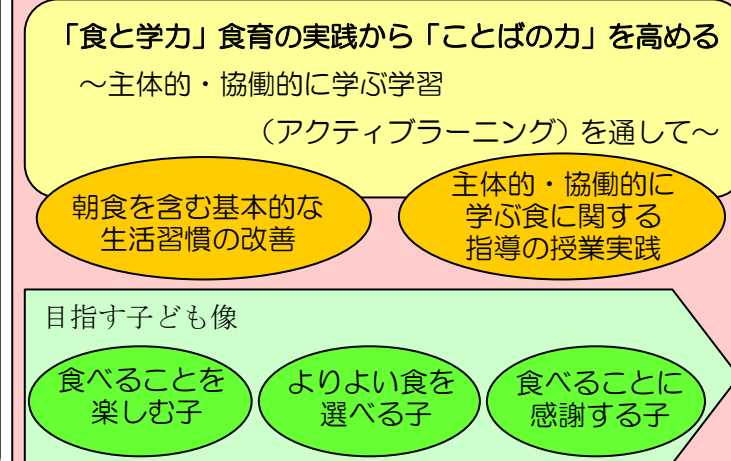 「食と学力」食育の実践から「ことばの力」を高める
～主体的・協働的に学ぶ学習
（アクティブラーニング）を通して～
朝食を含む基本的な
生活習慣の改善
主体的・協働的に
学ぶ食に関する
指導の授業実践
目指す子ども像
食べることを
楽しむ子
よりよい食を
選べる子
食べることに
感謝する子